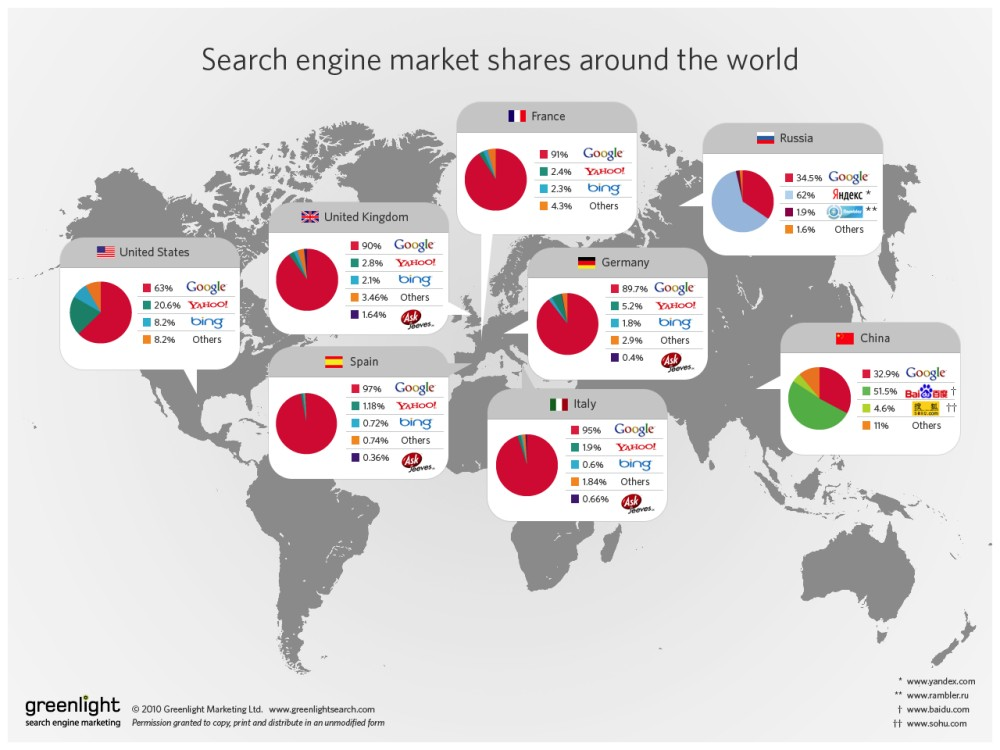 Search engine market shares around the world
France
91% Google
2.4% YAHOO!
2.3% bing
4.3% Others
Russia
34.5% Google
62% Яндекс *
1.9% Rambler **
1.6% Others
United Kingdom
90% Google
2.8% YAHOO!
2.1% bing
3.46% Others
1.64% Ask Jeeves
United States
63% Google
20.6% YAHOO!
8.2% bing
8.2% Others
Germany
89.7% Google
5.2% YAHOO!
1.8% bing
2.9% Others
0.4% Ask Jeeves
China
32.9% Google
51.5% Bai du 百度 †
4.6% 搜狐 SOHU.com ††
11% Others
Spain
97% Google
1.18% YAHOO!
0.72% bing
0.74% Others
0.36% Ask Jeeves
Italy
95% Google
1.9% YAHOO!
0.6% bing
1.84% Others
0.66% Ask Jeeves
* www.yandex.com
** www.rambler.ru
† www.baidu.com
†† www.sohu.com
greenlight
search engine marketing
© 2010 Greenlight Marketing Ltd. www.greenlightsearch.com
Permission granted to copy, print and distribute in an unmodified form